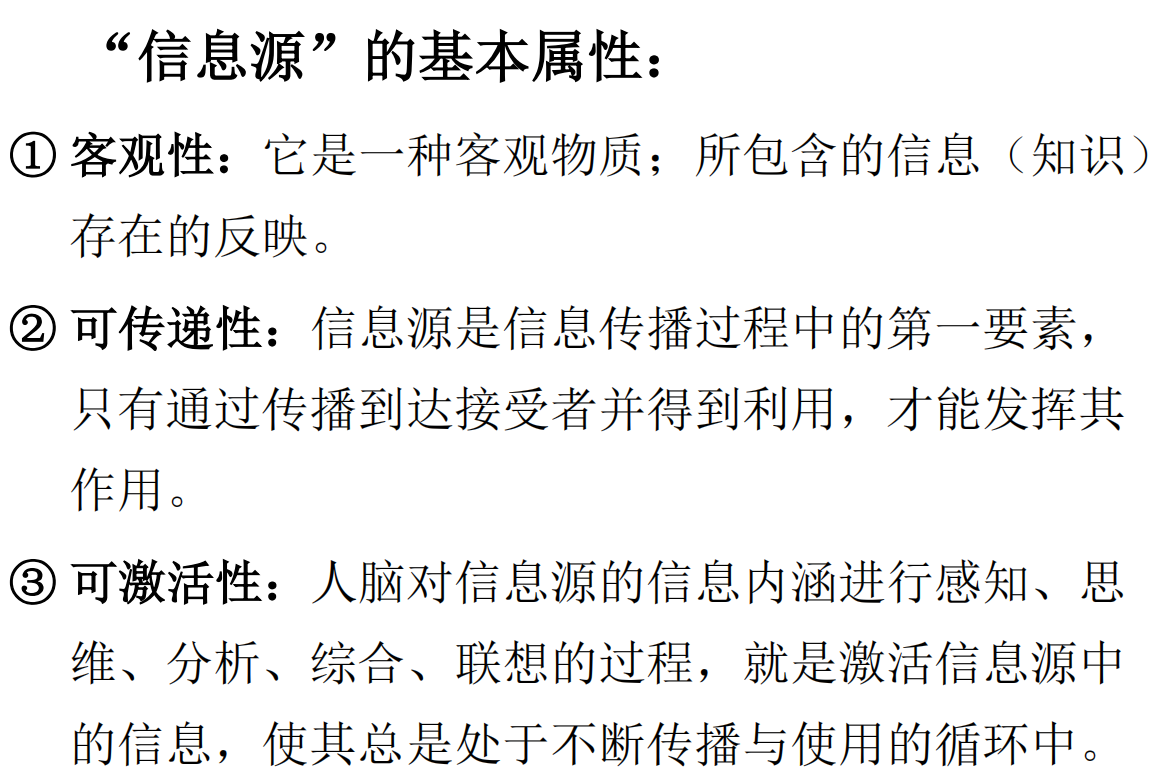 “信息源”的基本属性：
① 客观性：它是一种客观物质；所包含的信息（知识）
存在的反映。
② 可传递性：信息源是信息传播过程中的第一要素，
只有通过传播到达接受者并得到利用，才能发挥其
作用。
③ 可激活性：人脑对信息源的信息内涵进行感知、思
维、分析、综合、联想的过程，就是激活信息源中
的信息，使其总是处于不断传播与使用的循环中。